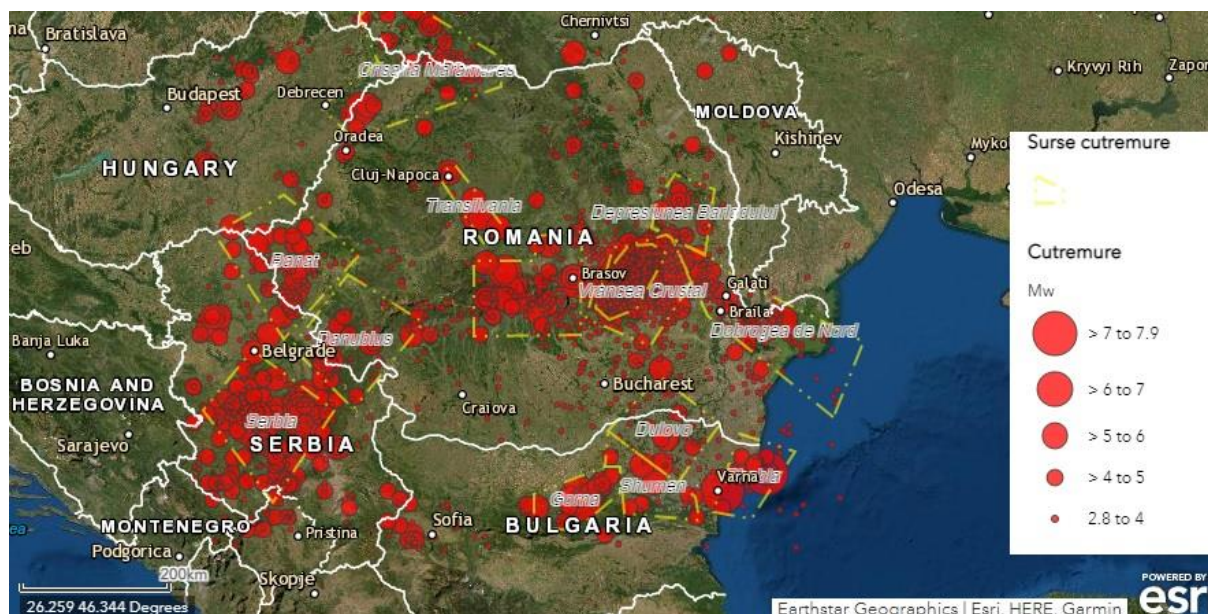 Bratislava
Chernivtsi
Kryvyi Rih
Zapor
Crisana Maramures
Budapest
Debrecen
MOLDOVA
Kishinev
Oradea
HUNGARY
Cluj-Napoca
Odesa
Transilvania
Depresiunea Barladului
ROMANIA
Banat
Brasov
Vrancea Crustal
Galati
Braila
Dobrogea de Nord
Danubius
Banja Luka
Belgrade
Bucharest
BOSNIA AND
HERZEGOVINA
Craiova
Serbia
SERBIA
Sarajevo
Dulovo
Varna
Shumen
Gorna
BULGARIA
Sofia
MONTENEGRO
Pristina
Podgorica
Skopje
200km
26.259 46.344 Degrees
Surse cutremure
Cutremure
Mw
> 7 to 7.9
> 6 to 7
> 5 to 6
> 4 to 5
2.8 to 4
POWERED BY
esri
Earthstar Geographics | Esri, HERE, Garmin